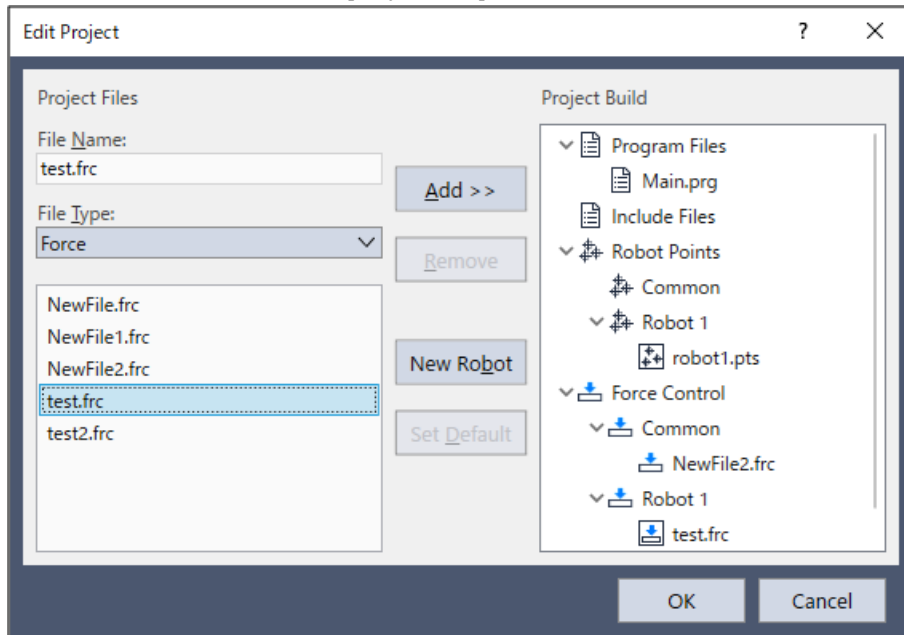 Edit Project
?
Project Files
File Name:
test.frc
File Type:
Force
NewFile.frc
NewFile1.frc
NewFile2.frc
test.frc
test2.frc
Add >>
Remove
New Robot
Set Default
Project Build
Program Files
Main.prg
Include Files
Robot Points
Common
Robot 1
robot1.pts
Force Control
Common
NewFile2.frc
Robot 1
test.frc
OK
Cancel